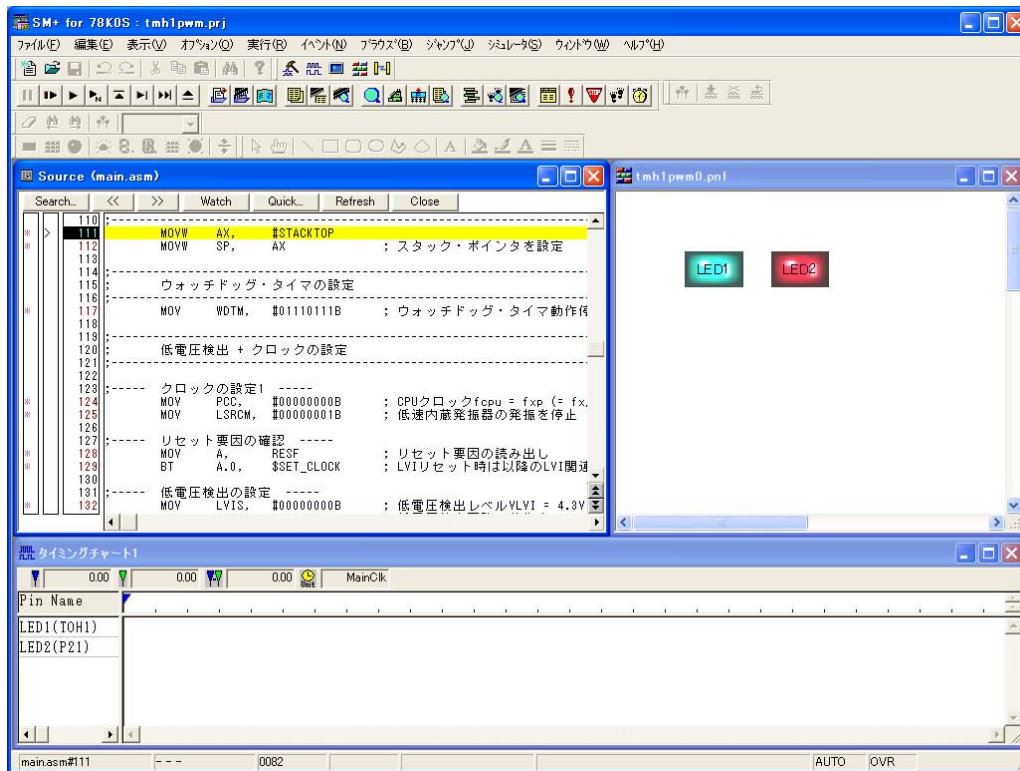 SM+ for 78K0S : tmh1pwm.prj
ファイル(F) 編集(E) 表示(V) オプション(O) 実行(R) イベント(N) ブラウズ(B) ジャンプ(J) シミュレータ(S) ウィンドウ(W) ヘルプ(H)
Source (main.asm)
Search... << >> Watch Quick... Refresh Close
110 ;--------------------------------------------------------
111 MOVW AX, #STACKTOP
112 MOVW SP, AX ; スタック・ポインタを設定
113
114 ;--------------------------------------------------------
115 ; ウォッチドッグ・タイマの設定
116 ;--------------------------------------------------------
117 MOV WDTM, #01110111B ; ウォッチドッグ・タイマ動作停
118
119 ;--------------------------------------------------------
120 ; 低電圧検出 + クロックの設定
121 ;--------------------------------------------------------
122
123 ;----- クロックの設定1 -----
124 MOV PCC, #00000000B ; CPUクロックfcpu = fxp (= fx
125 MOV LSRCM, #00000001B ; 低速内蔵発振器の発振を停止
126
127 ;----- リセット要因の確認 -----
128 MOV A, RESF ; リセット要因の読み出し
129 BT A.0, $SET_CLOCK ; LVIリセット時は以降のLVI関連
130
131 ;----- 低電圧検出の設定 -----
132 MOV LVIS, #00000000B ; 低電圧検出レベルVLVI = 4.3V
tmh1pwm0.pnl
LED1 LED2
タイミングチャート1
0.00 0.00 0.00 Unit MainClk
Pin Name
LED1(TOH1)
LED2(P21)
main.asm#111 --- 0082 AUTO OVR